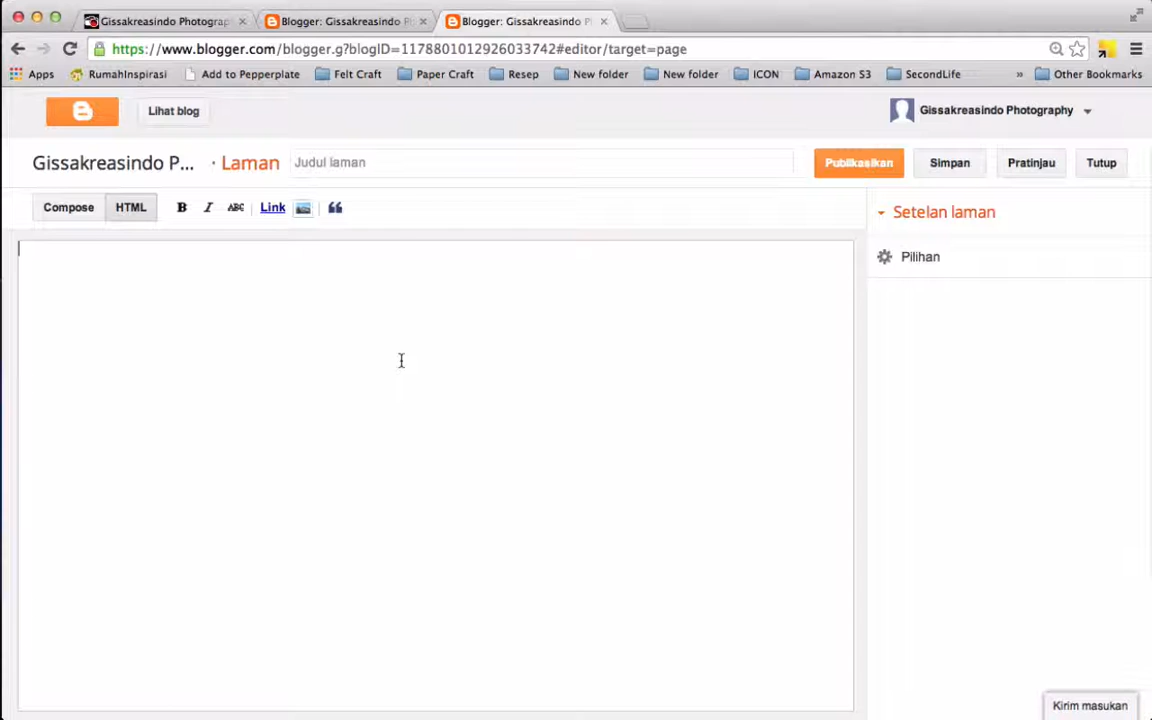 Gissakreasindo Photograp
Blogger: Gissakreasindo P
Blogger: Gissakreasindo P
https://www.blogger.com/blogger.g?blogID=1178801012926033742#editor/target=page
Apps RumahInspirasi Add to Pepperplate Felt Craft Paper Craft Resep New folder New folder ICON Amazon S3 SecondLife » Other Bookmarks
Lihat blog
Gissakreasindo Photography
Gissakreasindo P... · Laman
Judul laman
Publikasikan Simpan Pratinjau Tutup
Compose HTML B I ABC Link
Setelan laman
Pilihan
Kirim masukan